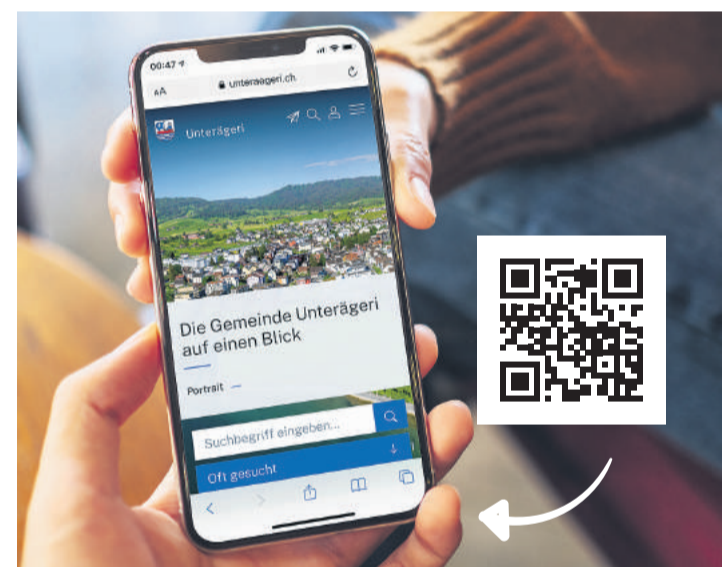 00:47
AA unteraegeri.ch
Unterägeri
Die Gemeinde Unterägeri
auf einen Blick
Portrait
Suchbegriff eingeben...
Oft gesucht